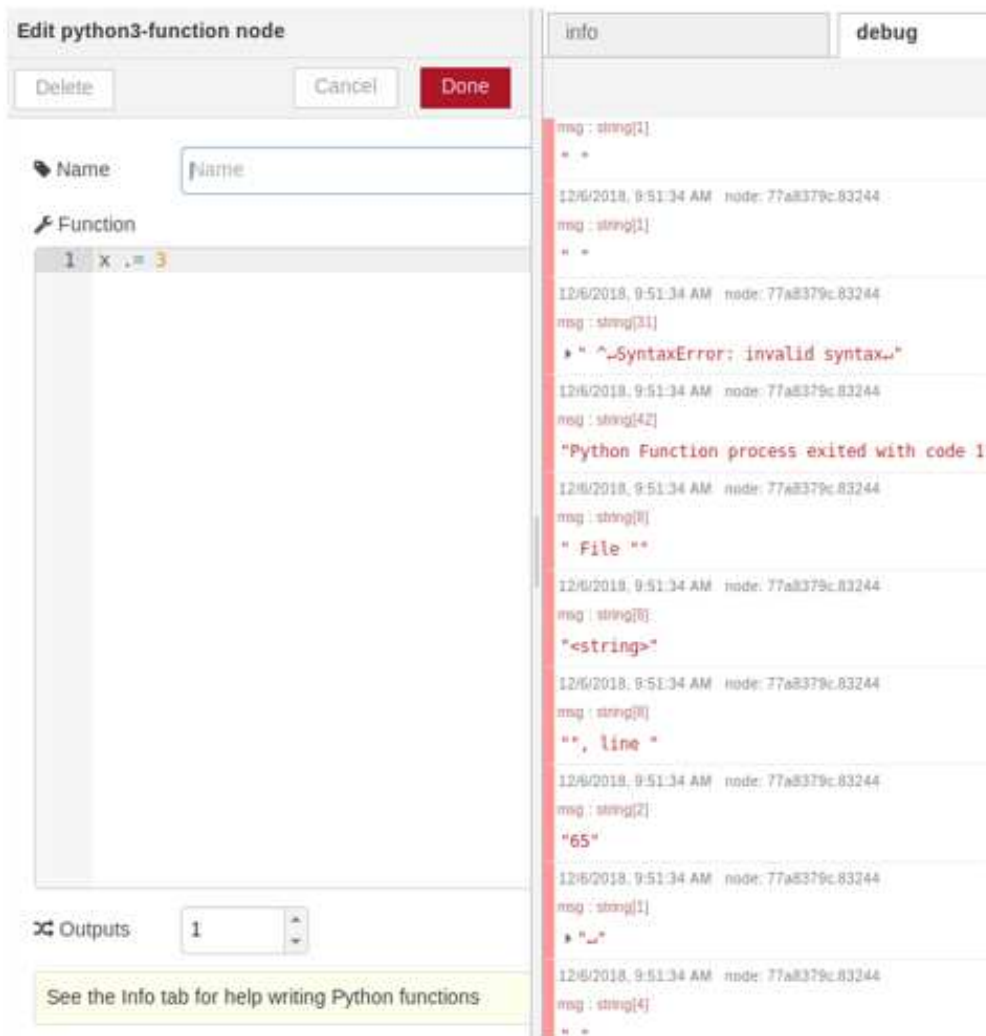 Edit python3-function node
Delete
Cancel
Done
Name
Name
Function
1 x .= 3
Outputs
1
See the Info tab for help writing Python functions
info
debug
msg : string[1]
" "
12/6/2018, 9:51:34 AM node: 77a8379c.83244
msg : string[1]
" "
12/6/2018, 9:51:34 AM node: 77a8379c.83244
msg : string[31]
" ^↵SyntaxError: invalid syntax↵"
12/6/2018, 9:51:34 AM node: 77a8379c.83244
msg : string[42]
"Python Function process exited with code 1
12/6/2018, 9:51:34 AM node: 77a8379c.83244
msg : string[8]
" File ""
12/6/2018, 9:51:34 AM node: 77a8379c.83244
msg : string[8]
"<string>"
12/6/2018, 9:51:34 AM node: 77a8379c.83244
msg : string[8]
"", line "
12/6/2018, 9:51:34 AM node: 77a8379c.83244
msg : string[2]
"65"
12/6/2018, 9:51:34 AM node: 77a8379c.83244
msg : string[1]
"↵"
12/6/2018, 9:51:34 AM node: 77a8379c.83244
msg : string[4]
" "